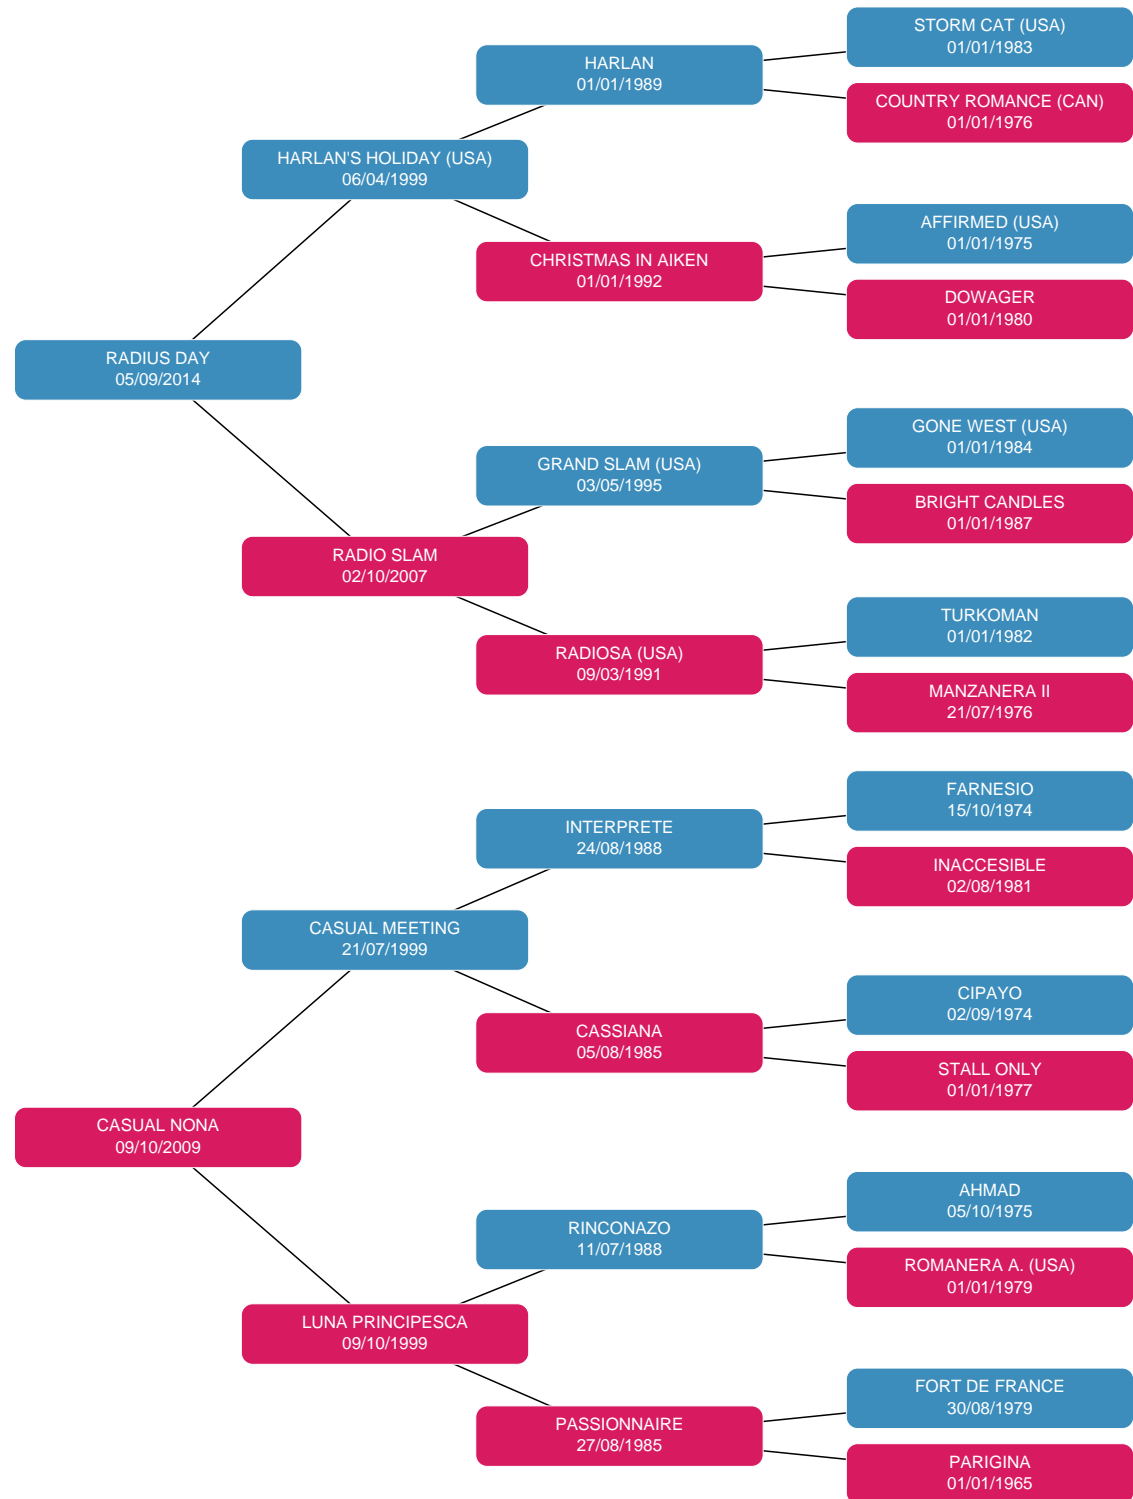 STORM CAT (USA)
01/01/1983
HARLAN
01/01/1989
COUNTRY ROMANCE (CAN)
01/01/1976
HARLAN'S HOLIDAY (USA)
06/04/1999
AFFIRMED (USA)
01/01/1975
CHRISTMAS IN AIKEN
01/01/1992
DOWAGER
01/01/1980
RADIUS DAY
05/09/2014
GONE WEST (USA)
01/01/1984
GRAND SLAM (USA)
03/05/1995
BRIGHT CANDLES
01/01/1987
RADIO SLAM
02/10/2007
TURKOMAN
01/01/1982
RADIOSA (USA)
09/03/1991
MANZANERA II
21/07/1976
FARNESIO
15/10/1974
INTERPRETE
24/08/1988
INACCESIBLE
02/08/1981
CASUAL MEETING
21/07/1999
CIPAYO
02/09/1974
CASSIANA
05/08/1985
STALL ONLY
01/01/1977
CASUAL NONA
09/10/2009
AHMAD
05/10/1975
RINCONAZO
11/07/1988
ROMANERA A. (USA)
01/01/1979
LUNA PRINCIPESCA
09/10/1999
FORT DE FRANCE
30/08/1979
PASSIONNAIRE
27/08/1985
PARIGINA
01/01/1965